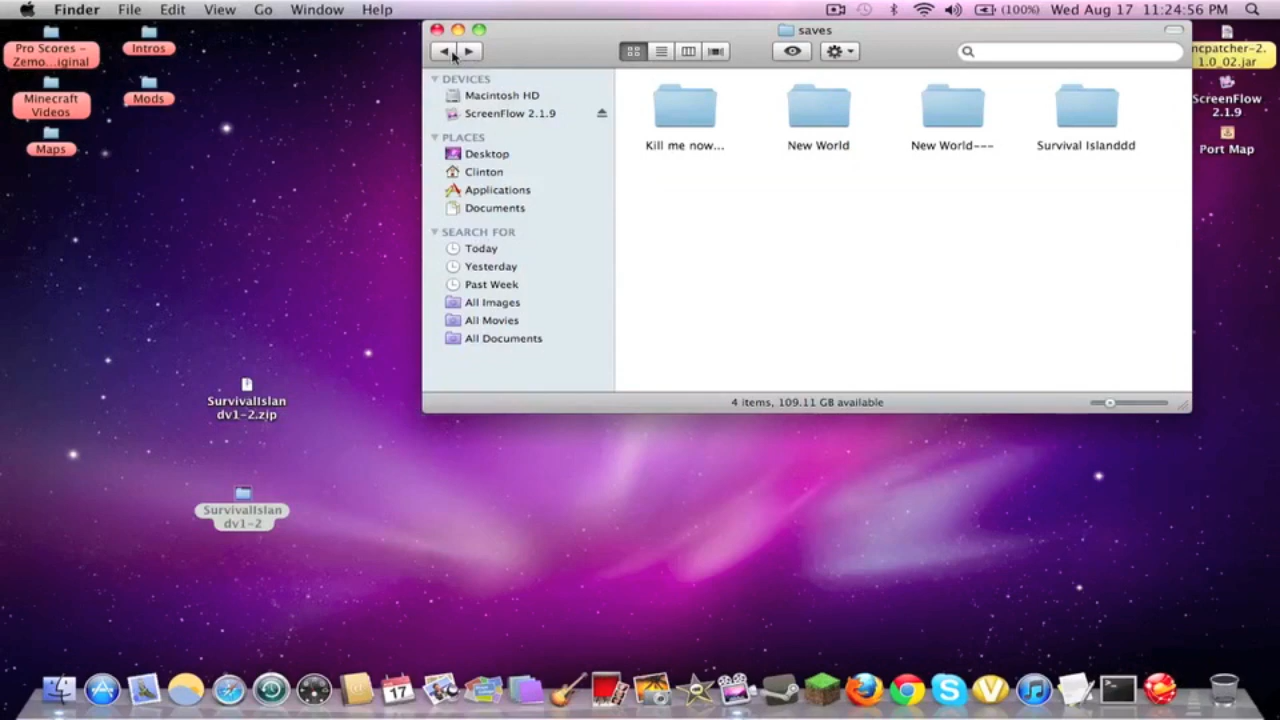 Finder File Edit View Go Window Help
(100%) Wed Aug 17 11:24:56 PM
Pro Scores –
Zemo...iginal
Intros
Minecraft
Videos
Mods
Maps
saves
DEVICES
Macintosh HD
ScreenFlow 2.1.9
PLACES
Desktop
Clinton
Applications
Documents
SEARCH FOR
Today
Yesterday
Past Week
All Images
All Movies
All Documents
Kill me now...
New World
New World---
Survival Islanddd
4 items, 109.11 GB available
mcpatcher-2.
1.0_02.jar
ScreenFlow
2.1.9
Port Map
SurvivalIslan
dv1-2.zip
SurvivalIslan
dv1-2
17